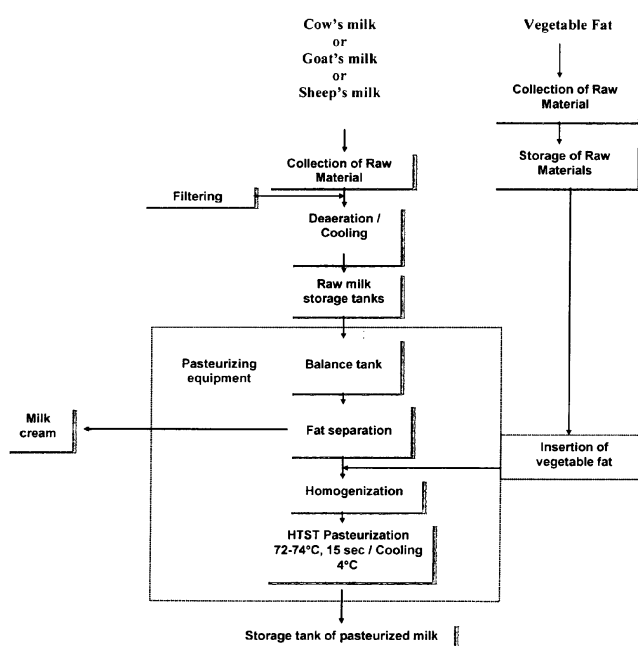 Cow's milk
or
Goat's milk
or
Sheep's milk
Vegetable Fat
Collection of Raw
Material
Storage of Raw
Materials
Collection of Raw
Material
Filtering
Deaeration /
Cooling
Raw milk
storage tanks
Pasteurizing
equipment
Balance tank
Milk
cream
Fat separation
Insertion of
vegetable fat
Homogenization
HTST Pasteurization
72-74°C, 15 sec / Cooling
4°C
Storage tank of pasteurized milk